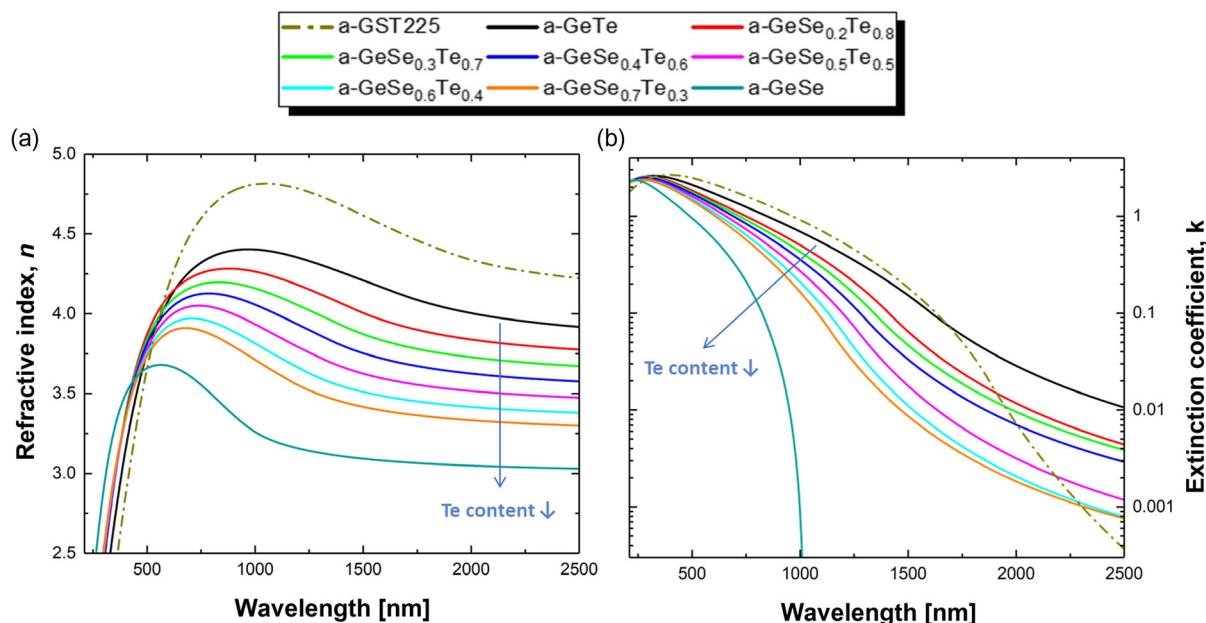 a-GST225 a-GeTe a-GeSe0.2Te0.8
a-GeSe0.3Te0.7 a-GeSe0.4Te0.6 a-GeSe0.5Te0.5
a-GeSe0.6Te0.4 a-GeSe0.7Te0.3 a-GeSe
(a)
5.0
4.5
4.0
3.5
3.0
2.5
Refractive index, n
Te content ↓
500 1000 1500 2000 2500
Wavelength [nm]
(b)
1
0.1
0.01
0.001
Extinction coefficient, k
Te content ↓
500 1000 1500 2000 2500
Wavelength [nm]